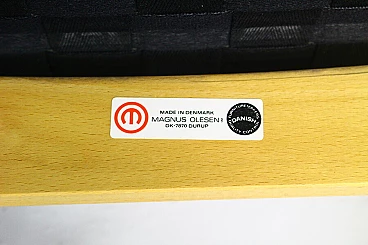 MADE IN DENMARK
MAGNUS OLESEN
DK-7870 DURUP
DANISH